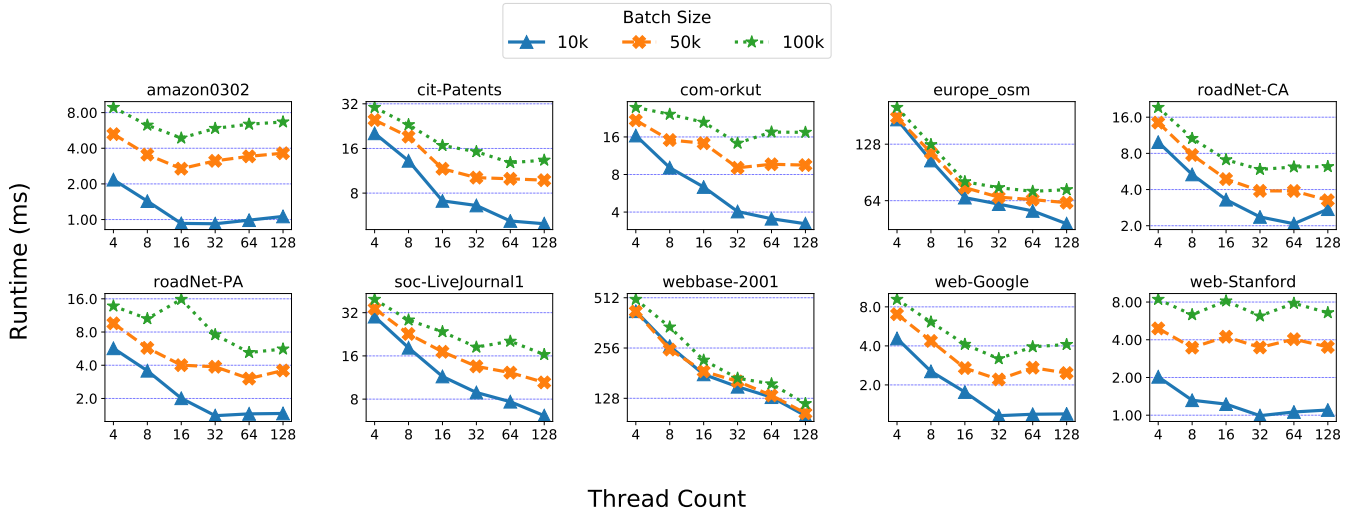 Batch Size
10k 50k 100k
amazon0302 cit-Patents com-orkut europe_osm roadNet-CA
8.00
4.00
2.00
1.00
4 8 16 32 64 128
32
16
8
4 8 16 32 64 128
16
8
4
4 8 16 32 64 128
128
64
4 8 16 32 64 128
16.0
8.0
4.0
2.0
4 8 16 32 64 128
Runtime (ms)
roadNet-PA soc-LiveJournal1 webbase-2001 web-Google web-Stanford
16.0
8.0
4.0
2.0
4 8 16 32 64 128
32
16
8
4 8 16 32 64 128
512
256
128
4 8 16 32 64 128
8.0
4.0
2.0
4 8 16 32 64 128
8.00
4.00
2.00
1.00
4 8 16 32 64 128
Thread Count